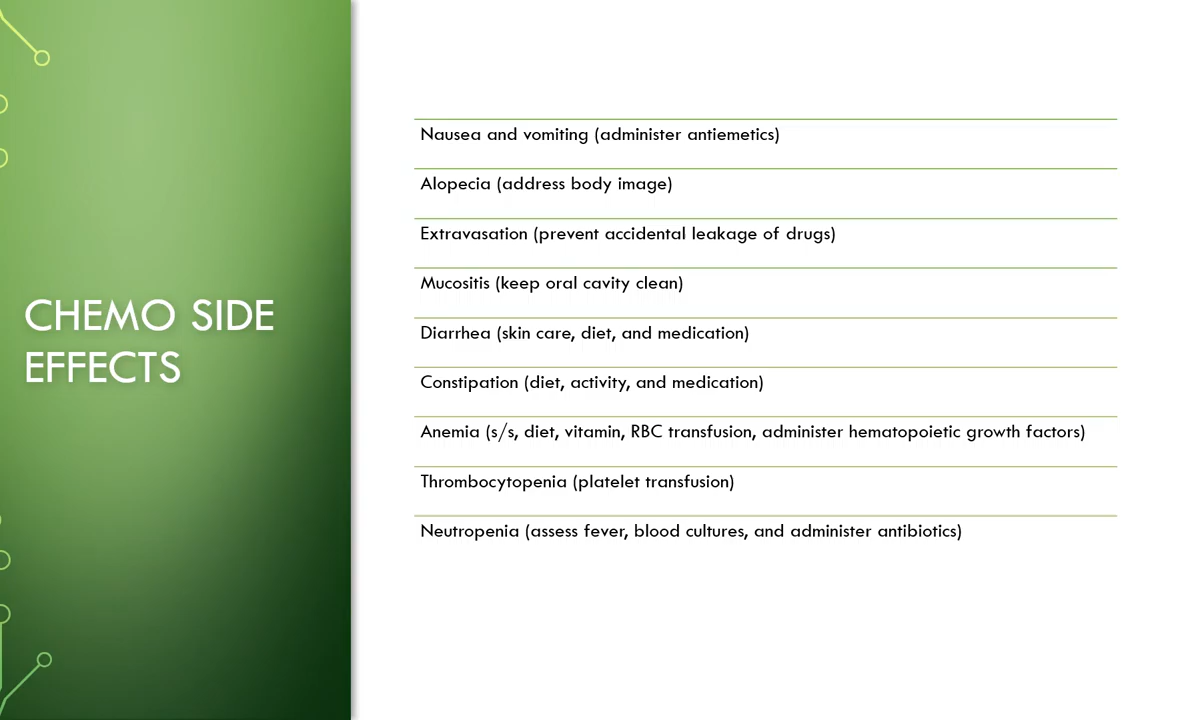 CHEMO SIDE
EFFECTS
Nausea and vomiting (administer antiemetics)
Alopecia (address body image)
Extravasation (prevent accidental leakage of drugs)
Mucositis (keep oral cavity clean)
Diarrhea (skin care, diet, and medication)
Constipation (diet, activity, and medication)
Anemia (s/s, diet, vitamin, RBC transfusion, administer hematopoietic growth factors)
Thrombocytopenia (platelet transfusion)
Neutropenia (assess fever, blood cultures, and administer antibiotics)